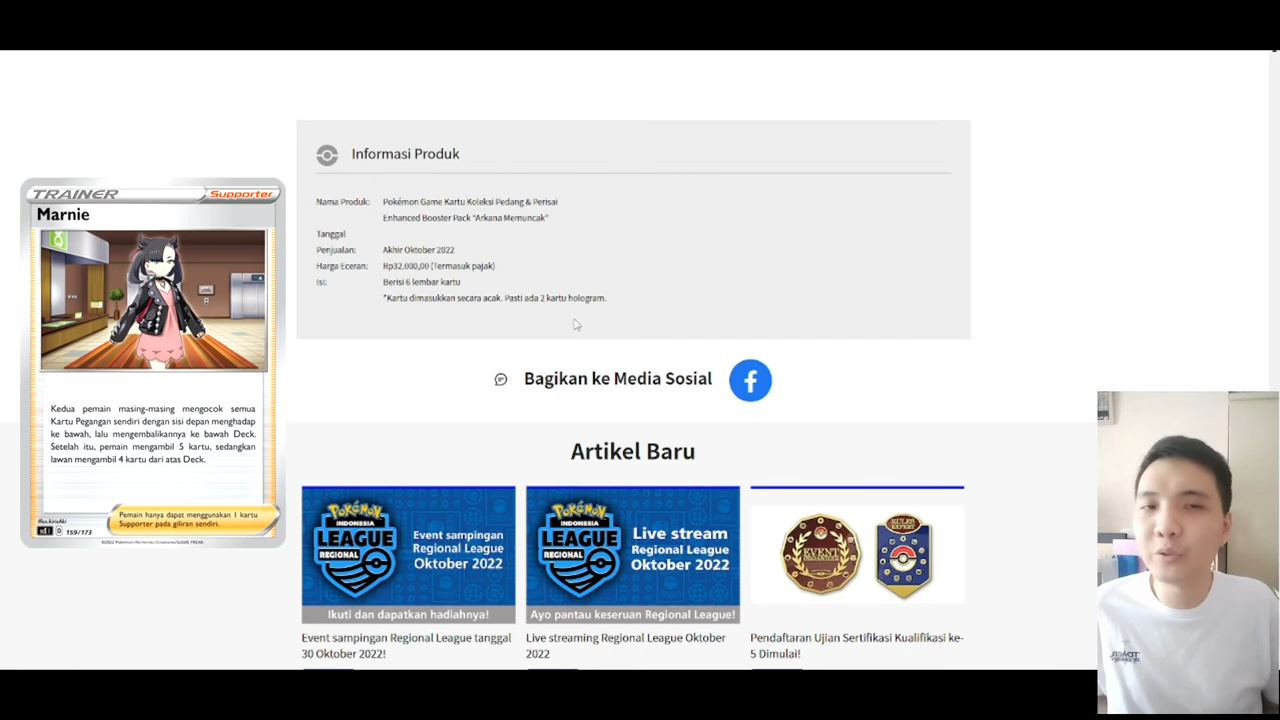 TRAINER
Supporter
Marnie
Kedua pemain masing-masing mengocok semua
Kartu Pegangan sendiri dengan sisi depan menghadap
ke bawah, lalu mengembalikannya ke bawah Deck.
Setelah itu, pemain mengambil 5 kartu, sedangkan
lawan mengambil 4 kartu dari atas Deck.
Pemain hanya dapat menggunakan 1 kartu
Supporter pada giliran sendiri.
159/173
Informasi Produk
Nama Produk: Pokémon Game Kartu Koleksi Pedang & Perisai
Enhanced Booster Pack "Arkana Memuncak"
Tanggal
Penjualan: Akhir Oktober 2022
Harga Eceran: Rp32.000,00 (Termasuk pajak)
Isi: Berisi 6 lembar kartu
*Kartu dimasukkan secara acak. Pasti ada 2 kartu hologram.
Bagikan ke Media Sosial
f
Artikel Baru
POKÉMON
INDONESIA
LEAGUE
REGIONAL
Event sampingan
Regional League
Oktober 2022
Ikuti dan dapatkan hadiahnya!
Event sampingan Regional League tanggal
30 Oktober 2022!
POKÉMON
INDONESIA
LEAGUE
REGIONAL
Live stream
Regional League
Oktober 2022
Ayo pantau keseruan Regional League!
Live streaming Regional League Oktober
2022
EVENT
ORGANIZER
RULES
EXPERT
Pendaftaran Ujian Sertifikasi Kualifikasi ke-
5 Dimulai!